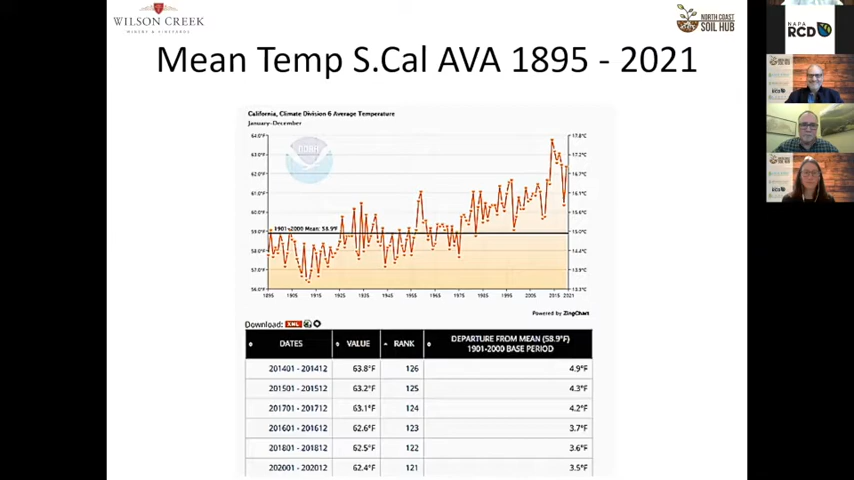 WILSON CREEK
WINERY & VINEYARDS
NORTH COAST
SOIL HUB
NAPA
RCD
Mean Temp S.Cal AVA 1895 - 2021
California, Climate Division 6 Average Temperature
January-December
64.0°F
63.0°F
62.0°F
61.0°F
60.0°F
59.0°F
58.0°F
57.0°F
56.0°F
17.8°C
17.2°C
16.7°C
16.1°C
15.6°C
15.0°C
14.4°C
13.9°C
13.3°C
NOAA
1901-2000 Mean: 58.9°F
1895 1905 1915 1925 1935 1945 1955 1965 1975 1985 1995 2005 2015 2021
Powered by ZingChart
Download: XML
DATES VALUE RANK DEPARTURE FROM MEAN (58.9°F)
1901-2000 BASE PERIOD
201401 - 201412 63.8°F 126 4.9°F
201501 - 201512 63.2°F 125 4.3°F
201701 - 201712 63.1°F 124 4.2°F
201601 - 201612 62.6°F 123 3.7°F
201801 - 201812 62.5°F 122 3.6°F
202001 - 202012 62.4°F 121 3.5°F